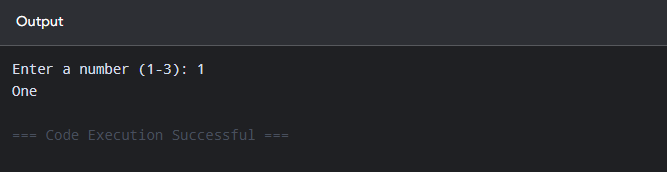 Output
Enter a number (1-3): 1
One
=== Code Execution Successful ===